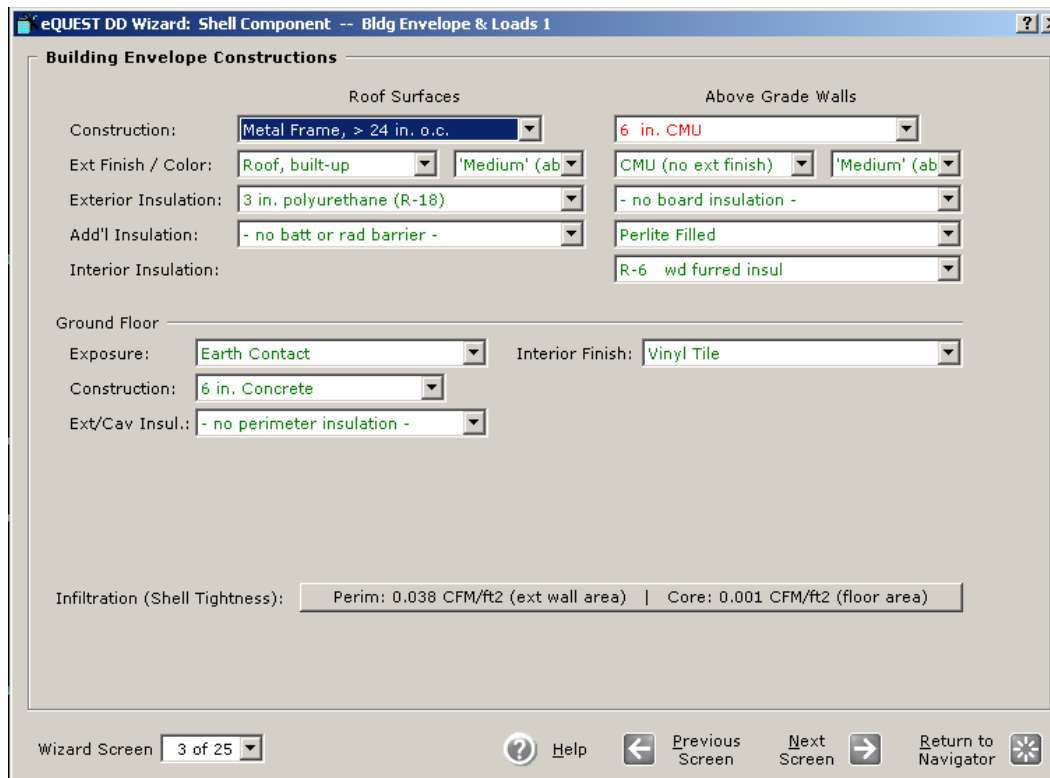 eQUEST DD Wizard: Shell Component -- Bldg Envelope & Loads 1
Building Envelope Constructions
Roof Surfaces Above Grade Walls
Construction: Metal Frame, > 24 in. o.c. 6 in. CMU
Ext Finish / Color: Roof, built-up 'Medium' (ab CMU (no ext finish) 'Medium' (ab
Exterior Insulation: 3 in. polyurethane (R-18) - no board insulation -
Add'l Insulation: - no batt or rad barrier - Perlite Filled
Interior Insulation: R-6 wd furred insul
Ground Floor
Exposure: Earth Contact Interior Finish: Vinyl Tile
Construction: 6 in. Concrete
Ext/Cav Insul.: - no perimeter insulation -
Infiltration (Shell Tightness): Perim: 0.038 CFM/ft2 (ext wall area) | Core: 0.001 CFM/ft2 (floor area)
Wizard Screen 3 of 25 ? Help Previous Screen Next Screen Return to Navigator